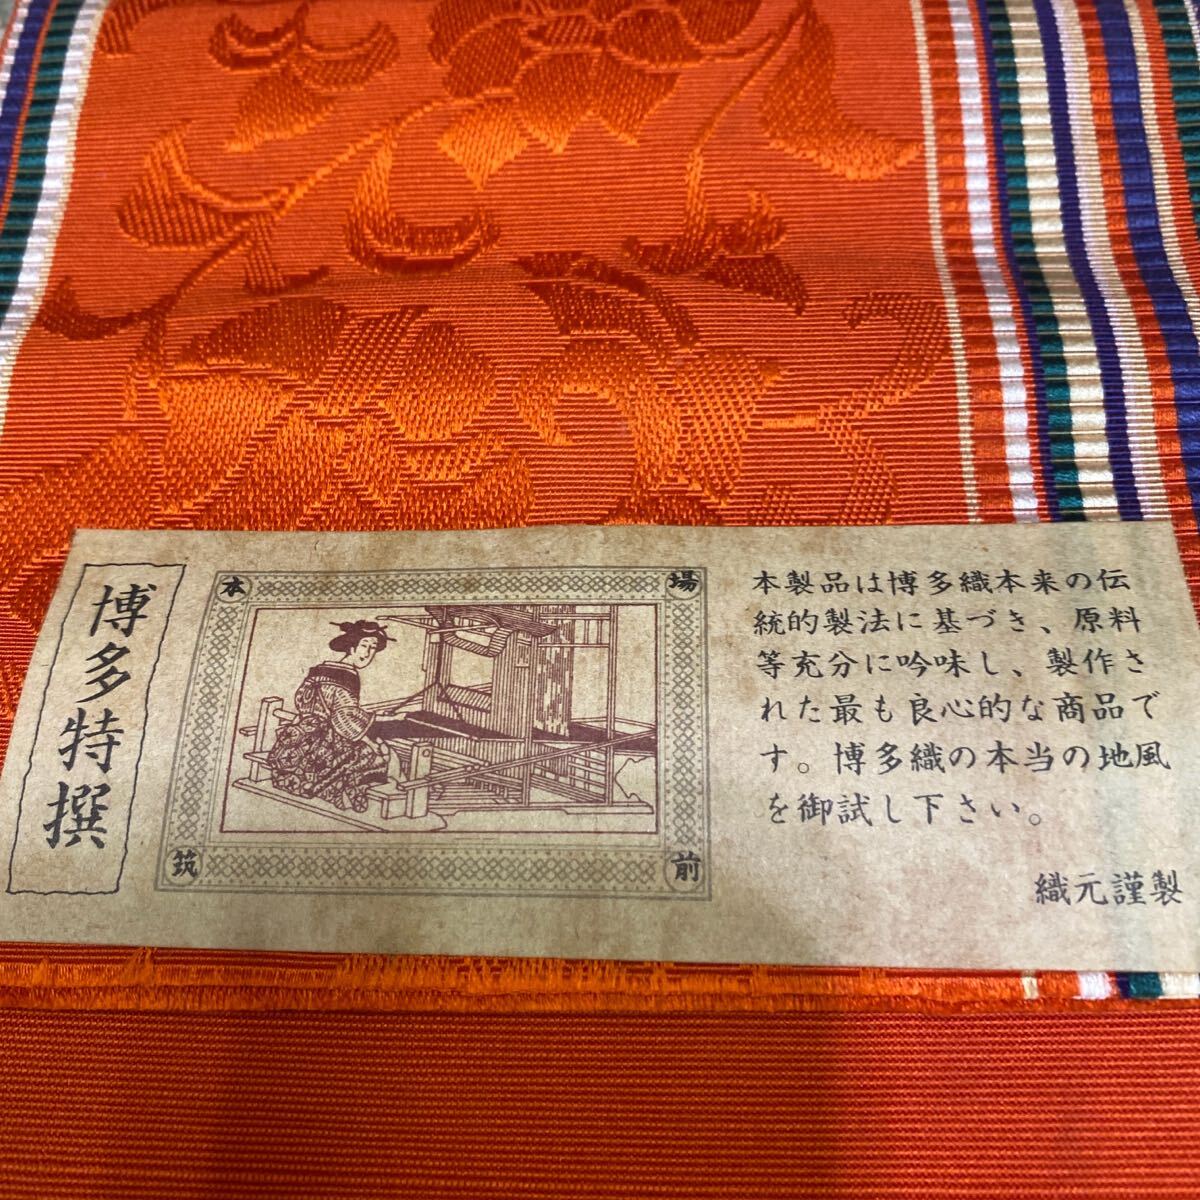 博多特撰
本場
筑前
本製品は博多織本来の伝
統的製法に基づき、原料
等充分に吟味し、製作さ
れた最も良心的な商品で
す。博多織の本当の地風
を御試し下さい。
織元謹製